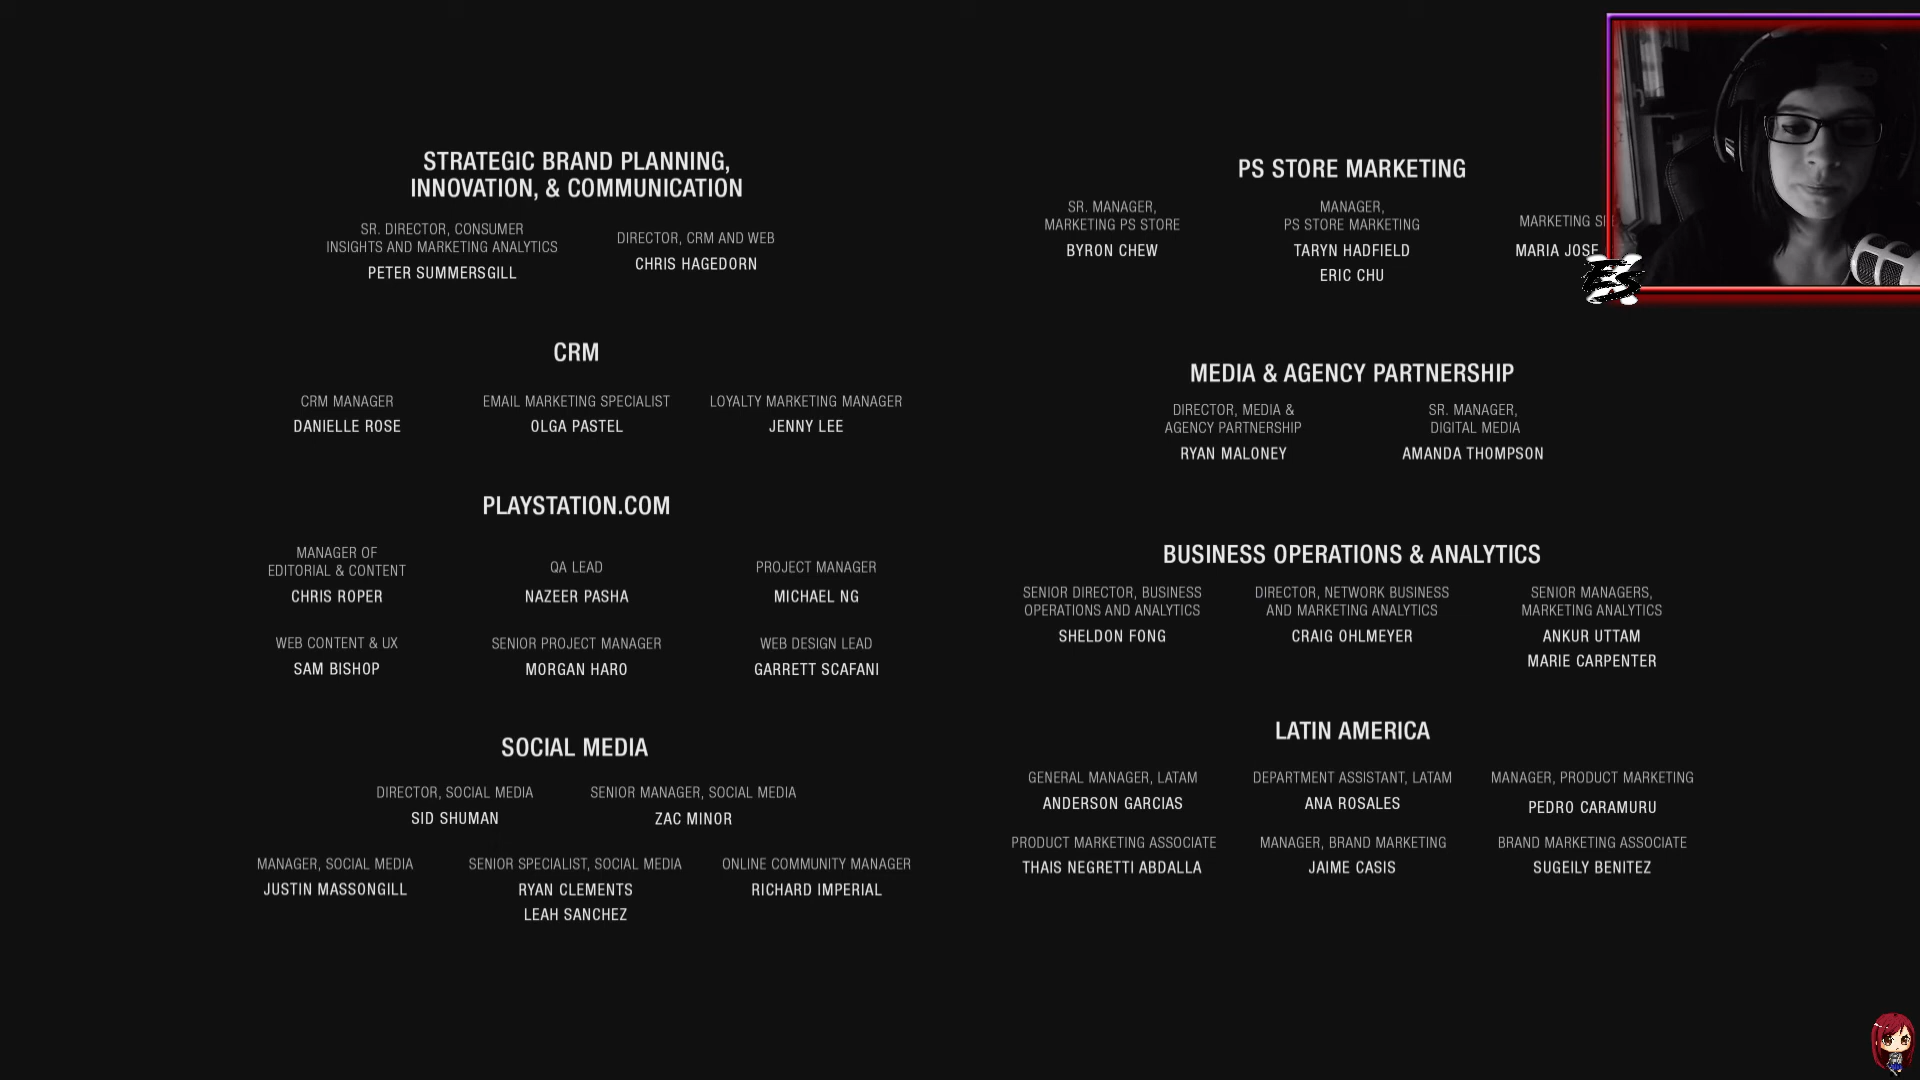 STRATEGIC BRAND PLANNING,
INNOVATION, & COMMUNICATION
SR. DIRECTOR, CONSUMER
INSIGHTS AND MARKETING ANALYTICS
PETER SUMMERSGILL
DIRECTOR, CRM AND WEB
CHRIS HAGEDORN
CRM
CRM MANAGER
DANIELLE ROSE
EMAIL MARKETING SPECIALIST
OLGA PASTEL
LOYALTY MARKETING MANAGER
JENNY LEE
PLAYSTATION.COM
MANAGER OF
EDITORIAL & CONTENT
CHRIS ROPER
QA LEAD
NAZEER PASHA
PROJECT MANAGER
MICHAEL NG
WEB CONTENT & UX
SAM BISHOP
SENIOR PROJECT MANAGER
MORGAN HARO
WEB DESIGN LEAD
GARRETT SCAFANI
SOCIAL MEDIA
DIRECTOR, SOCIAL MEDIA
SID SHUMAN
SENIOR MANAGER, SOCIAL MEDIA
ZAC MINOR
MANAGER, SOCIAL MEDIA
JUSTIN MASSONGILL
SENIOR SPECIALIST, SOCIAL MEDIA
RYAN CLEMENTS
LEAH SANCHEZ
ONLINE COMMUNITY MANAGER
RICHARD IMPERIAL
PS STORE MARKETING
SR. MANAGER,
MARKETING PS STORE
BYRON CHEW
MANAGER,
PS STORE MARKETING
TARYN HADFIELD
ERIC CHU
MARKETING
MARIA JOSE
ES
MEDIA & AGENCY PARTNERSHIP
DIRECTOR, MEDIA &
AGENCY PARTNERSHIP
RYAN MALONEY
SR. MANAGER,
DIGITAL MEDIA
AMANDA THOMPSON
BUSINESS OPERATIONS & ANALYTICS
SENIOR DIRECTOR, BUSINESS
OPERATIONS AND ANALYTICS
SHELDON FONG
DIRECTOR, NETWORK BUSINESS
AND MARKETING ANALYTICS
CRAIG OHLMEYER
SENIOR MANAGERS,
MARKETING ANALYTICS
ANKUR UTTAM
MARIE CARPENTER
LATIN AMERICA
GENERAL MANAGER, LATAM
ANDERSON GARCIAS
DEPARTMENT ASSISTANT, LATAM
ANA ROSALES
MANAGER, PRODUCT MARKETING
PEDRO CARAMURU
PRODUCT MARKETING ASSOCIATE
THAIS NEGRETTI ABDALLA
MANAGER, BRAND MARKETING
JAIME CASIS
BRAND MARKETING ASSOCIATE
SUGEILY BENITEZ